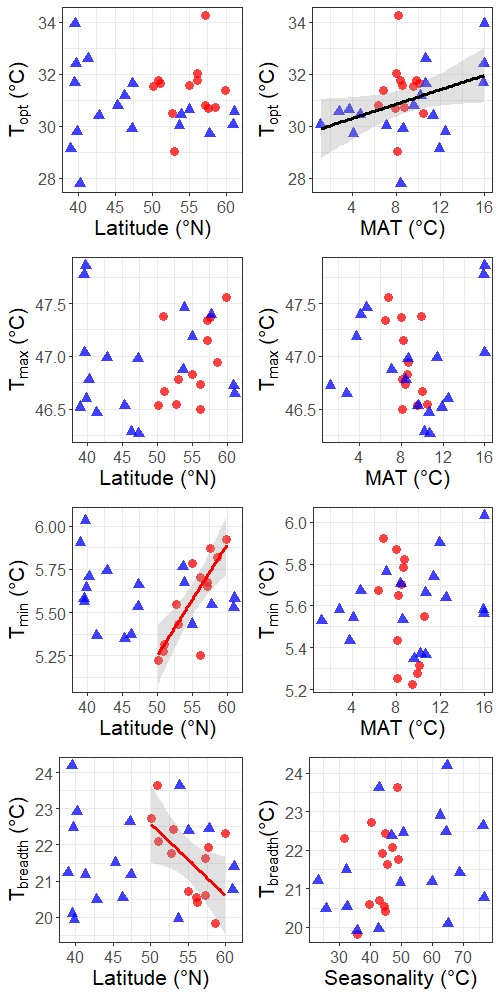 T_opt (°C)
34
32
30
28
40 45 50 55 60
Latitude (°N)
T_opt (°C)
34
32
30
28
4 8 12 16
MAT (°C)
T_max (°C)
47.5
47.0
46.5
40 45 50 55 60
Latitude (°N)
T_max (°C)
47.5
47.0
46.5
4 8 12 16
MAT (°C)
T_min (°C)
6.00
5.75
5.50
5.25
40 45 50 55 60
Latitude (°N)
T_min (°C)
6.0
5.8
5.6
5.4
5.2
4 8 12 16
MAT (°C)
T_breadth(°C)
24
23
22
21
20
40 45 50 55 60
Latitude (°N)
T_breadth(°C)
24
23
22
21
20
30 40 50 60 70
Seasonality (°C)